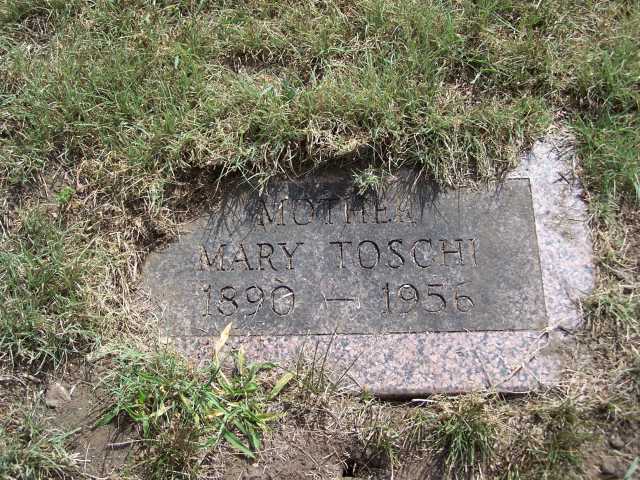 MOTHER
MARY TOSCHI
1890 — 1956